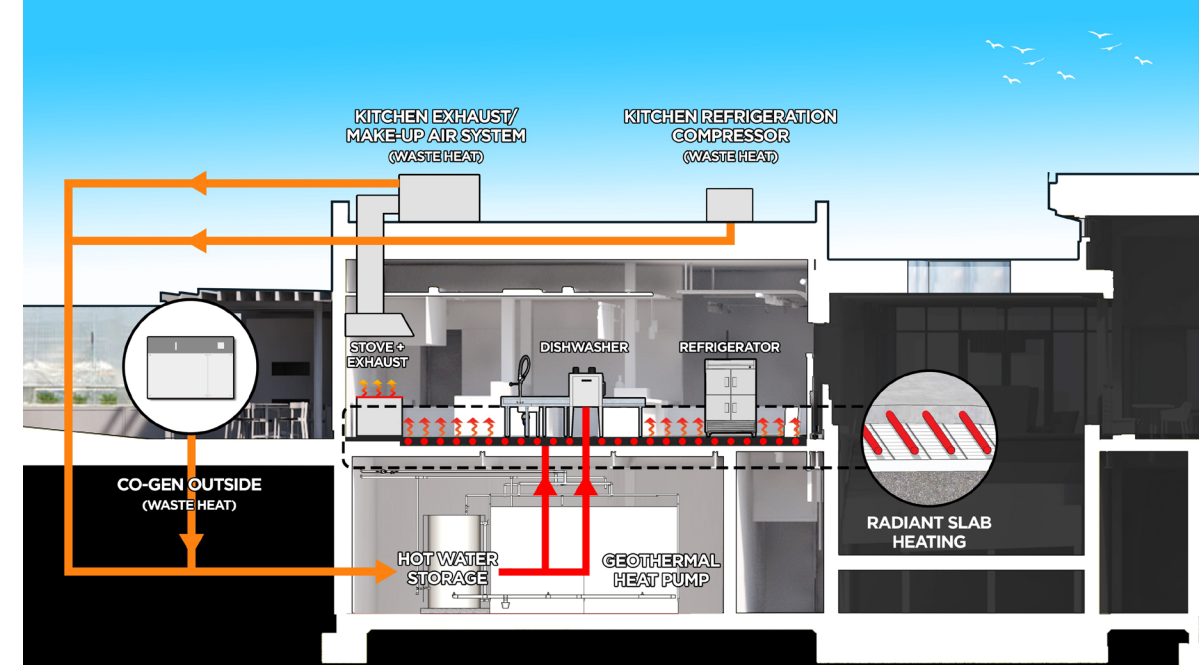 KITCHEN EXHAUST/
MAKE-UP AIR SYSTEM
(WASTE HEAT)
KITCHEN REFRIGERATION
COMPRESSOR
(WASTE HEAT)
STOVE +
EXHAUST
DISHWASHER
REFRIGERATOR
CO-GEN OUTSIDE
(WASTE HEAT)
RADIANT SLAB
HEATING
HOT WATER
STORAGE
GEOTHERMAL
HEAT PUMP